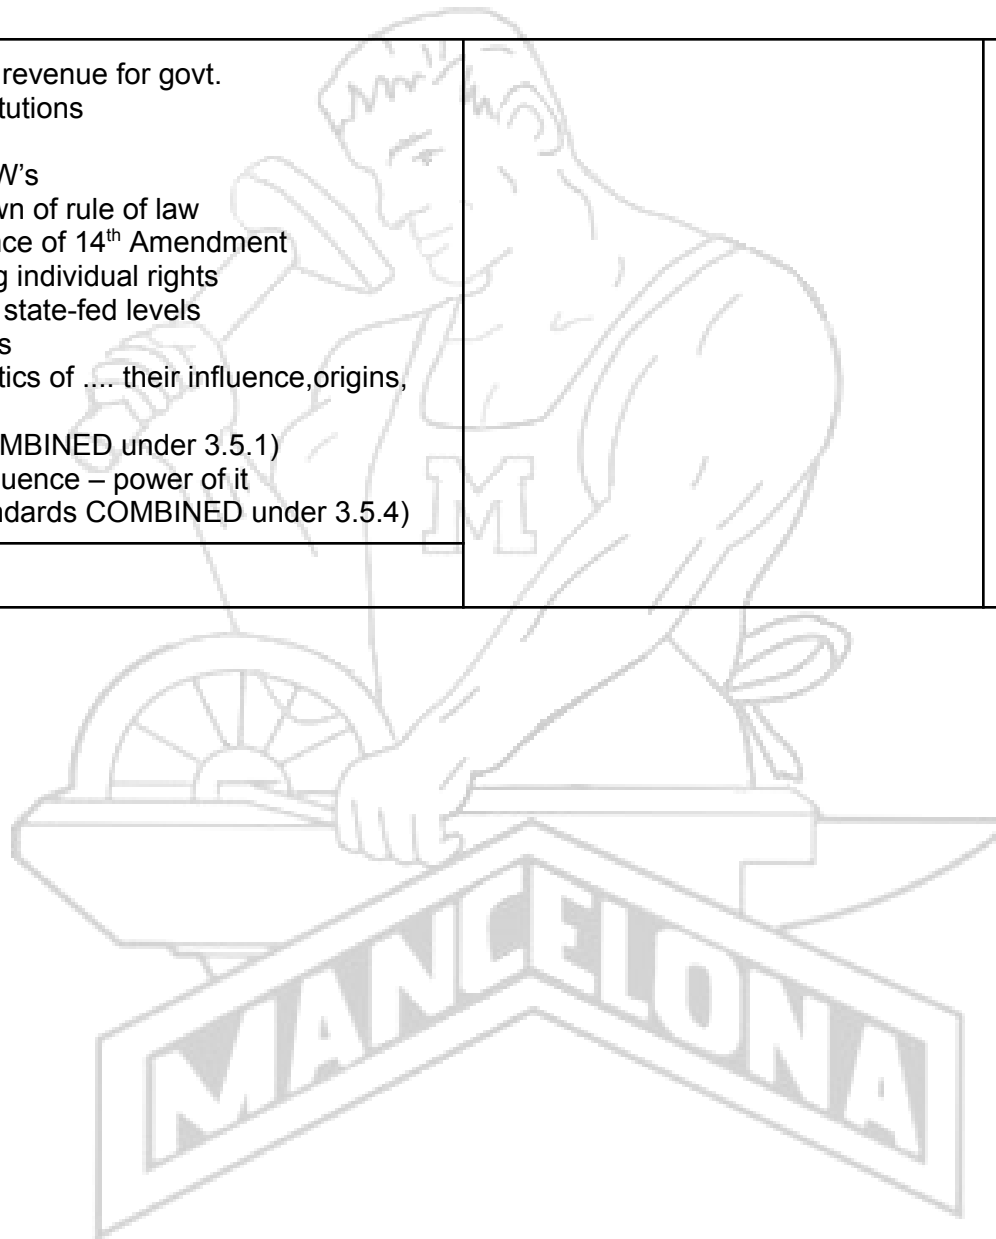 revenue for govt.
tutions
W’s
wn of rule of law
nce of 14th Amendment
g individual rights
state-fed levels
s
tics of .... their influence,origins,
OMBINED under 3.5.1)
luence – power of it
ndards COMBINED under 3.5.4)
M
MANCELONA